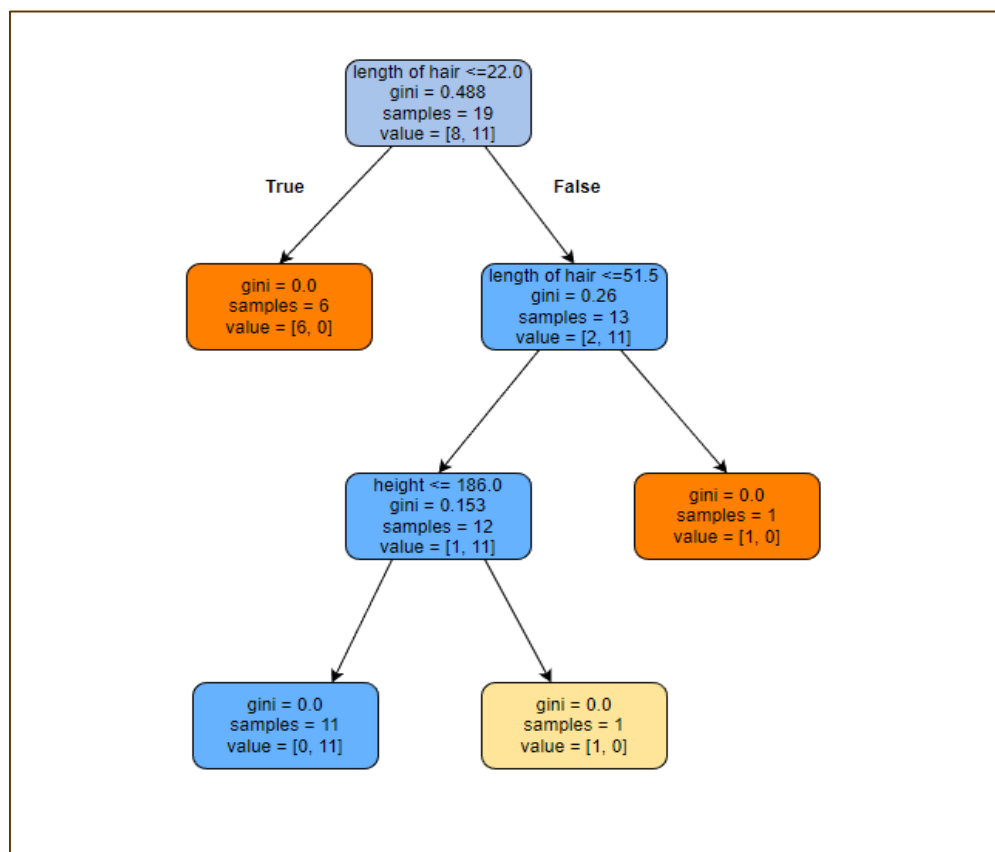 length of hair <=22.0
gini = 0.488
samples = 19
value = [8, 11]
True
False
gini = 0.0
samples = 6
value = [6, 0]
length of hair <=51.5
gini = 0.26
samples = 13
value = [2, 11]
height <= 186.0
gini = 0.153
samples = 12
value = [1, 11]
gini = 0.0
samples = 1
value = [1, 0]
gini = 0.0
samples = 11
value = [0, 11]
gini = 0.0
samples = 1
value = [1, 0]